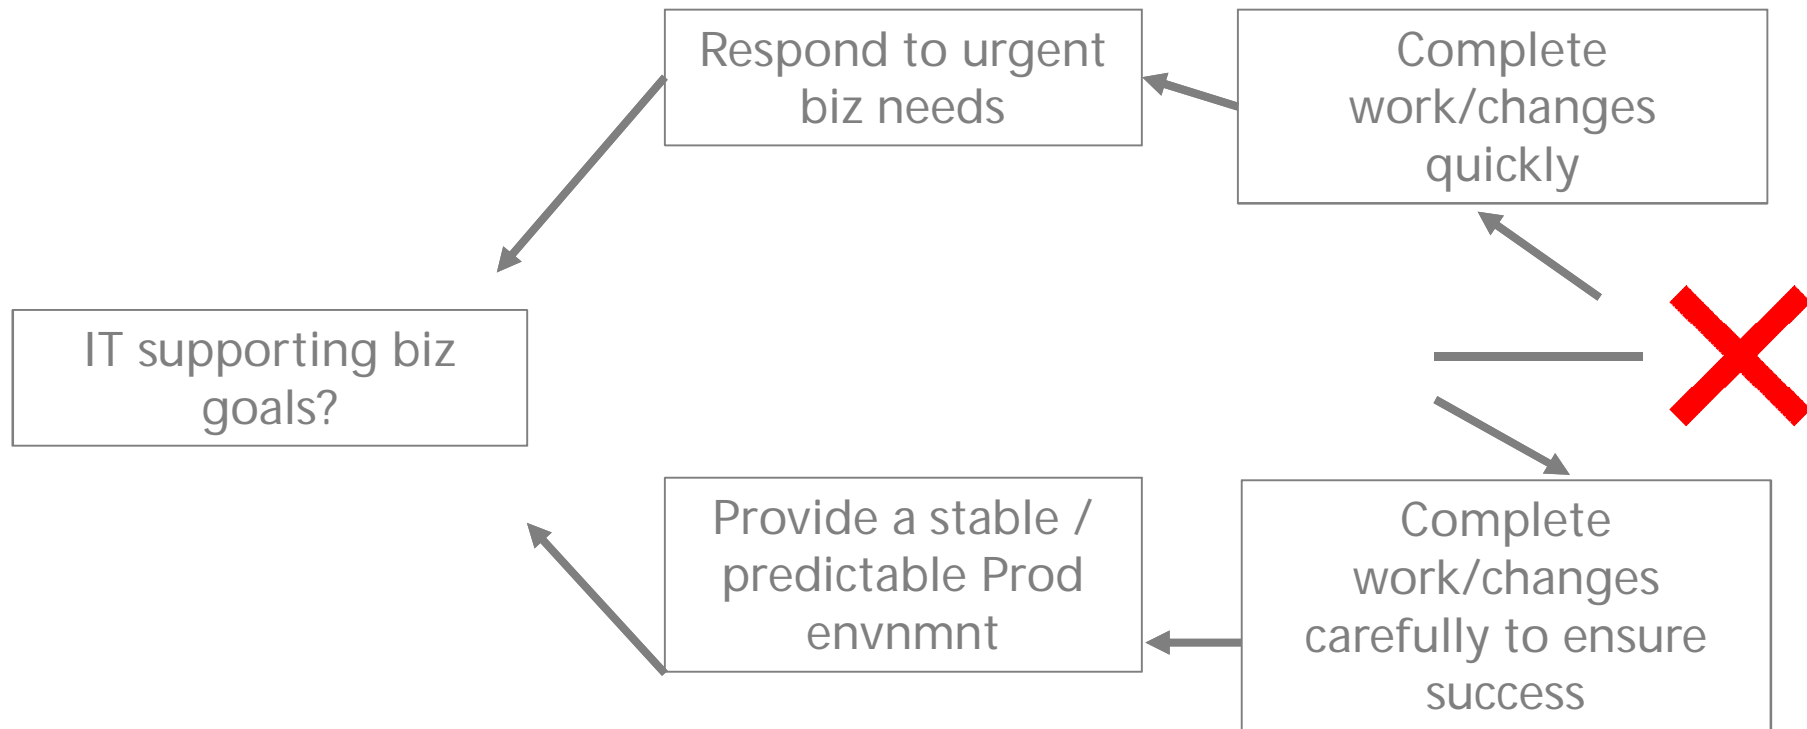 Respond to urgent
biz needs
Complete
work/changes
quickly
IT supporting biz
goals?
Provide a stable /
predictable Prod
envnmnt
Complete
work/changes
carefully to ensure
success